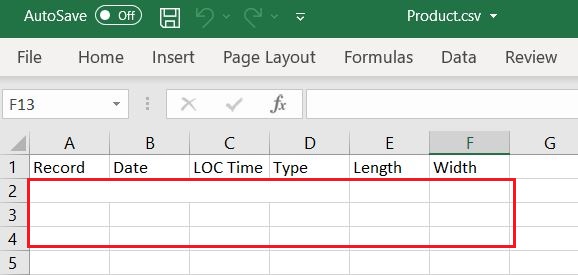 AutoSave Off Product.csv
File Home Insert Page Layout Formulas Data Review
F13 fx
A B C D E F G
1 Record Date LOC Time Type Length Width
2
3
4
5